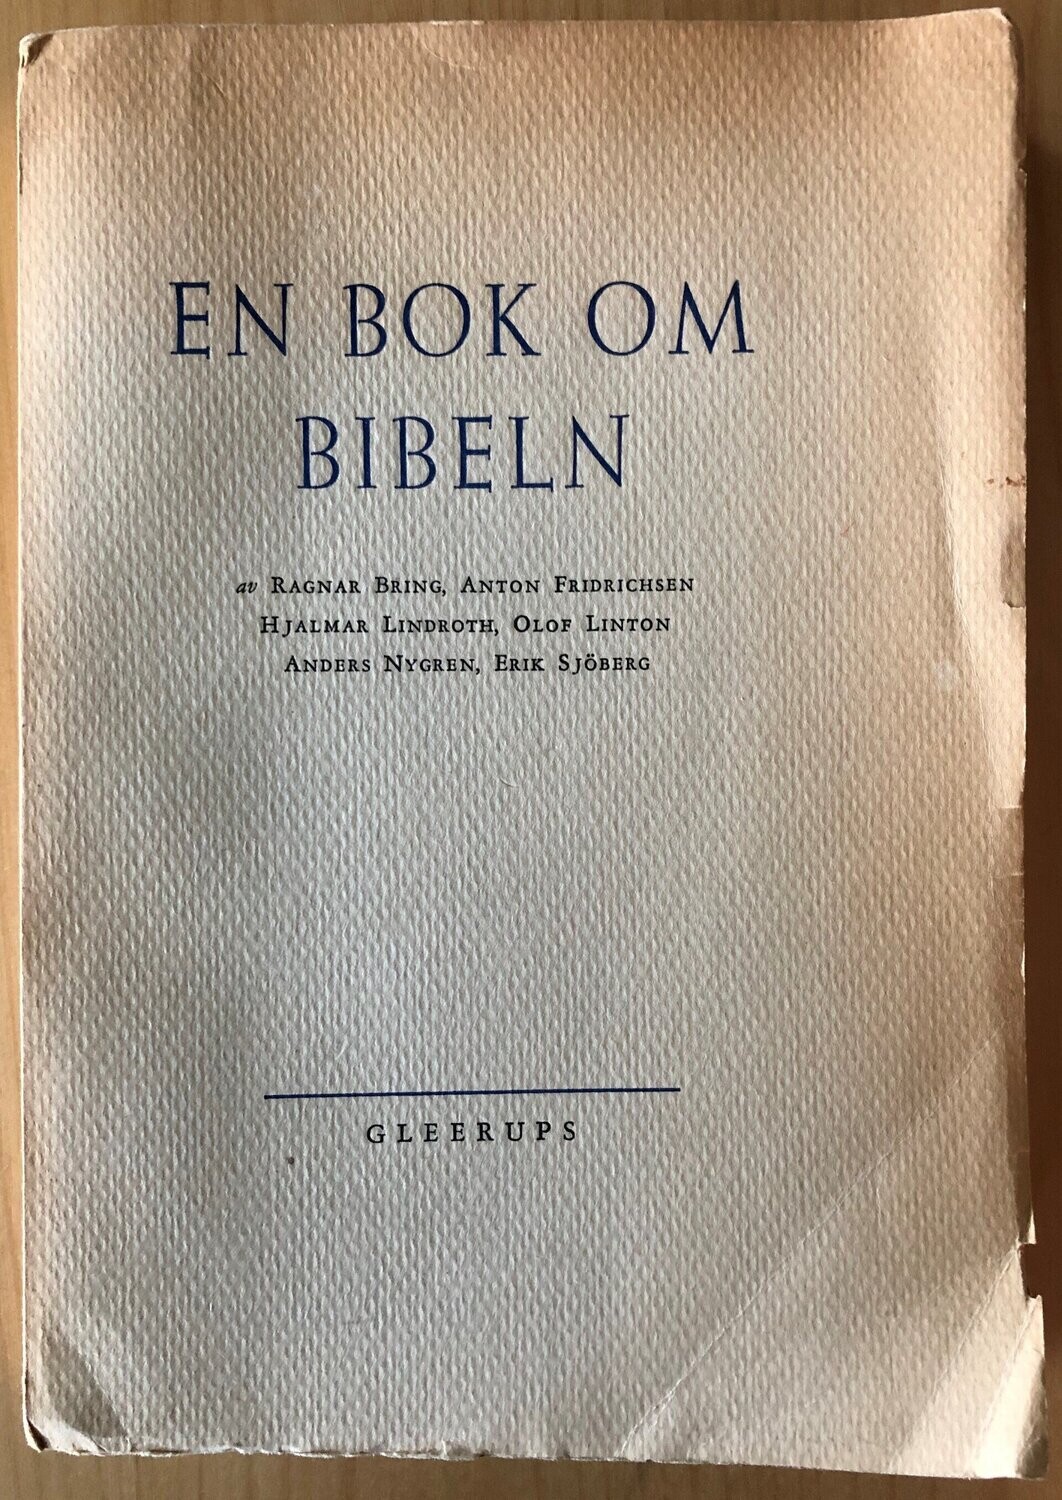 EN BOK OM
BIBELN
av RAGNAR BRING, ANTON FRIDRICHSEN
HJALMAR LINDROTH, OLOF LINTON
ANDERS NYGREN, ERIK SJÖBERG
GLEERUPS